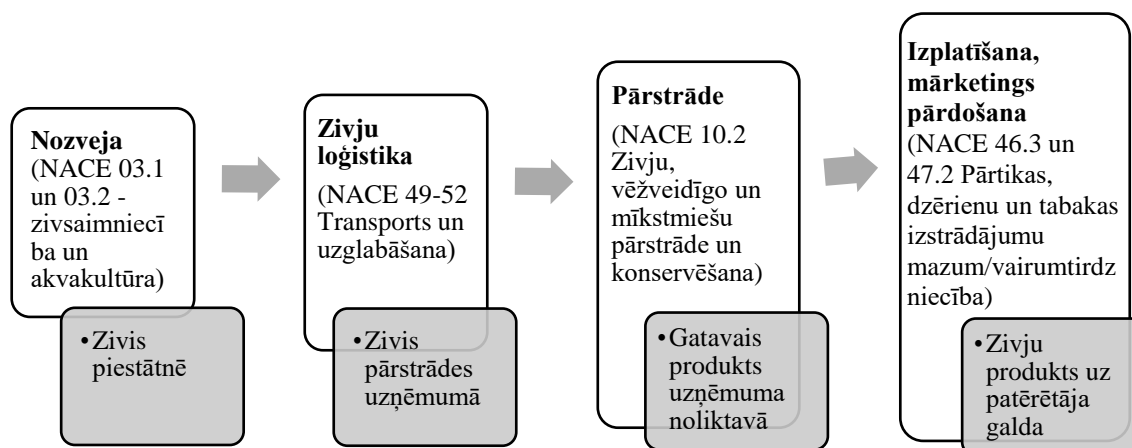 Nozveja
(NACE 03.1
un 03.2 -
zivsaimniecī
ba un
akvakultūra)
•Zivis
piestātnē
Zivju
loģistika
(NACE 49-52
Transports un
uzglabāšana)
•Zivis
pārstrādes
uzņēmumā
Pārstrāde
(NACE 10.2
Zivju,
vēžveidīgo un
mīkstmiešu
pārstrāde un
konservēšana)
•Gatavais
produkts
uzņēmuma
noliktavā
Izplatīšana,
mārketings
pārdošana
(NACE 46.3 un
47.2 Pārtikas,
dzērienu un tabakas
izstrādājumu
mazum/vairumtirdz
niecība)
•Zivju
produkts uz
patērētāja
galda